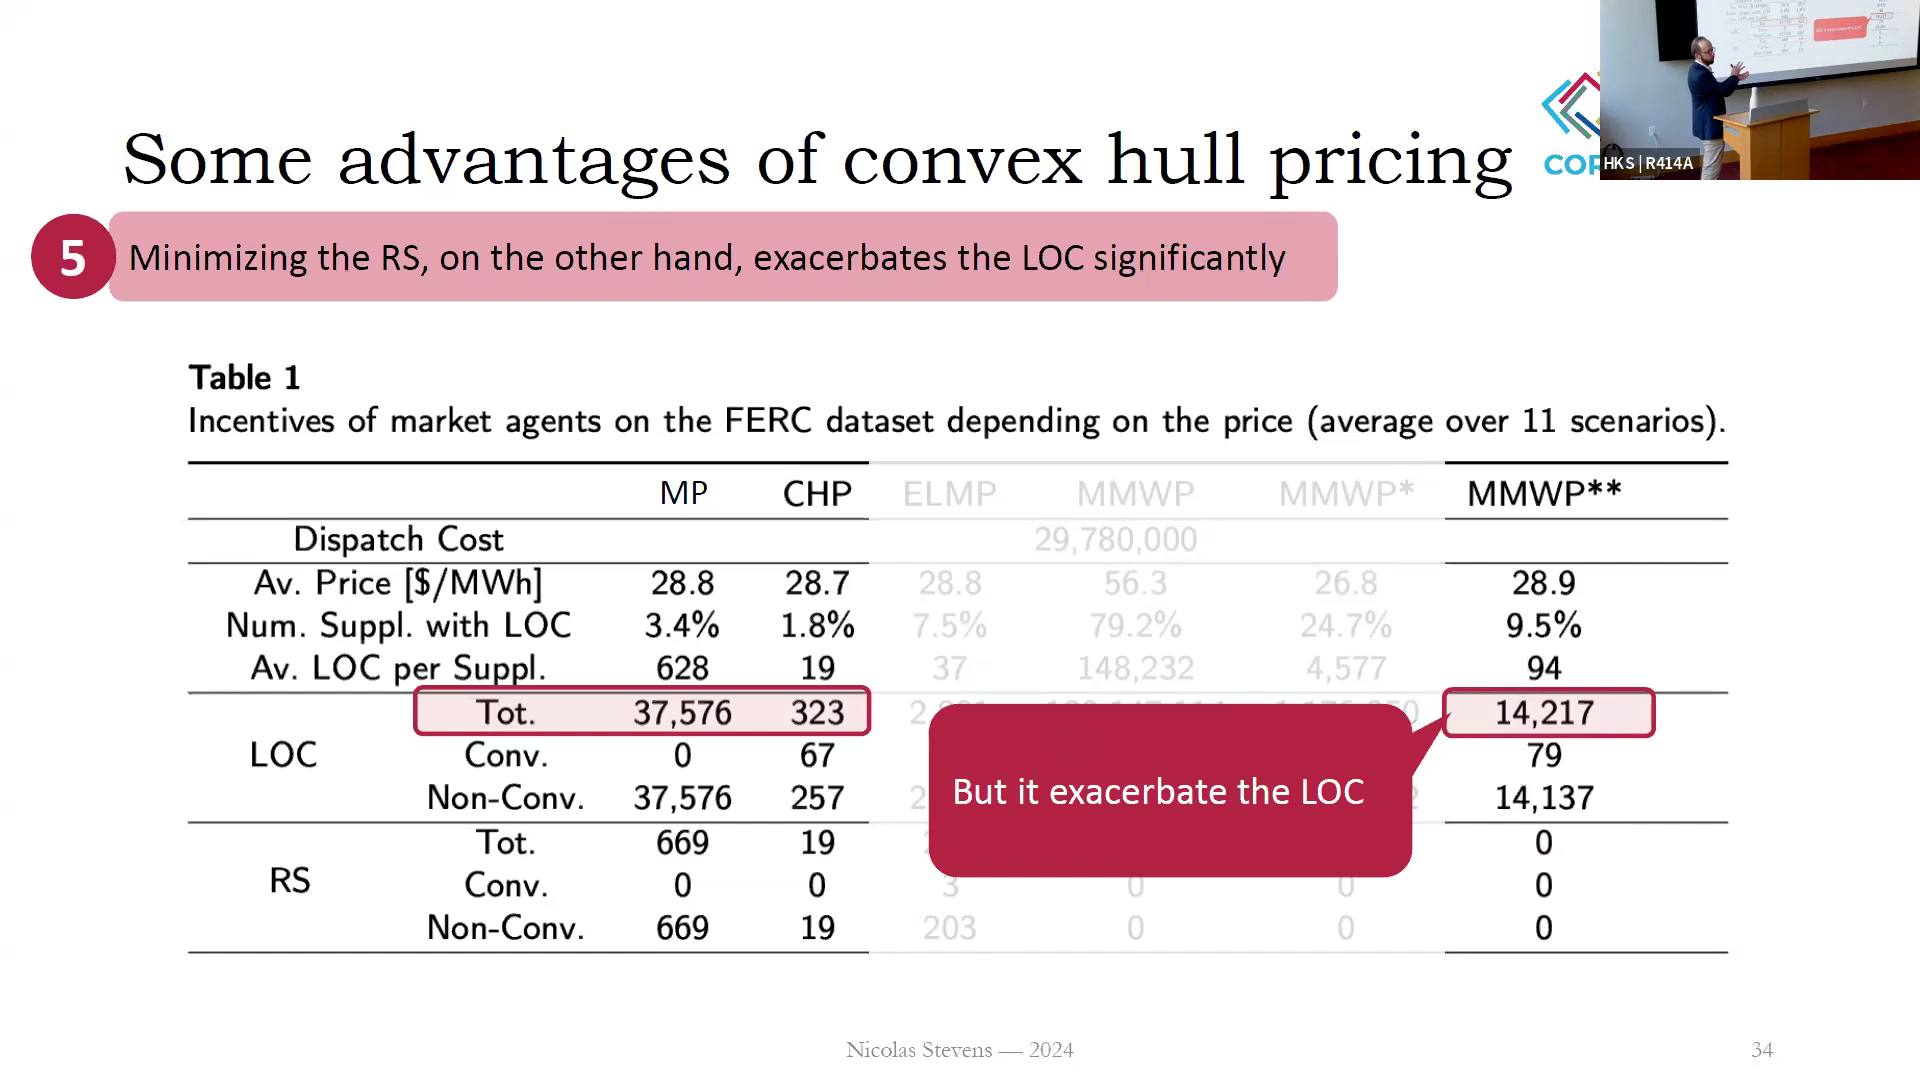 Some advantages of convex hull pricing
HKS | R414A
5 Minimizing the RS, on the other hand, exacerbates the LOC significantly
Table 1
Incentives of market agents on the FERC dataset depending on the price (average over 11 scenarios).
MP CHP ELMP MMWP MMWP* MMWP**
Dispatch Cost 29,780,000
Av. Price [$/MWh] 28.8 28.7 28.8 56.3 26.8 28.9
Num. Suppl. with LOC 3.4% 1.8% 7.5% 79.2% 24.7% 9.5%
Av. LOC per Suppl. 628 19 37 148,232 4,577 94
Tot. 37,576 323 14,217
LOC Conv. 0 67 79
Non-Conv. 37,576 257 14,137
But it exacerbate the LOC
Tot. 669 19 0
RS Conv. 0 0 3 0 0 0
Non-Conv. 669 19 203 0 0 0
Nicolas Stevens — 2024
34